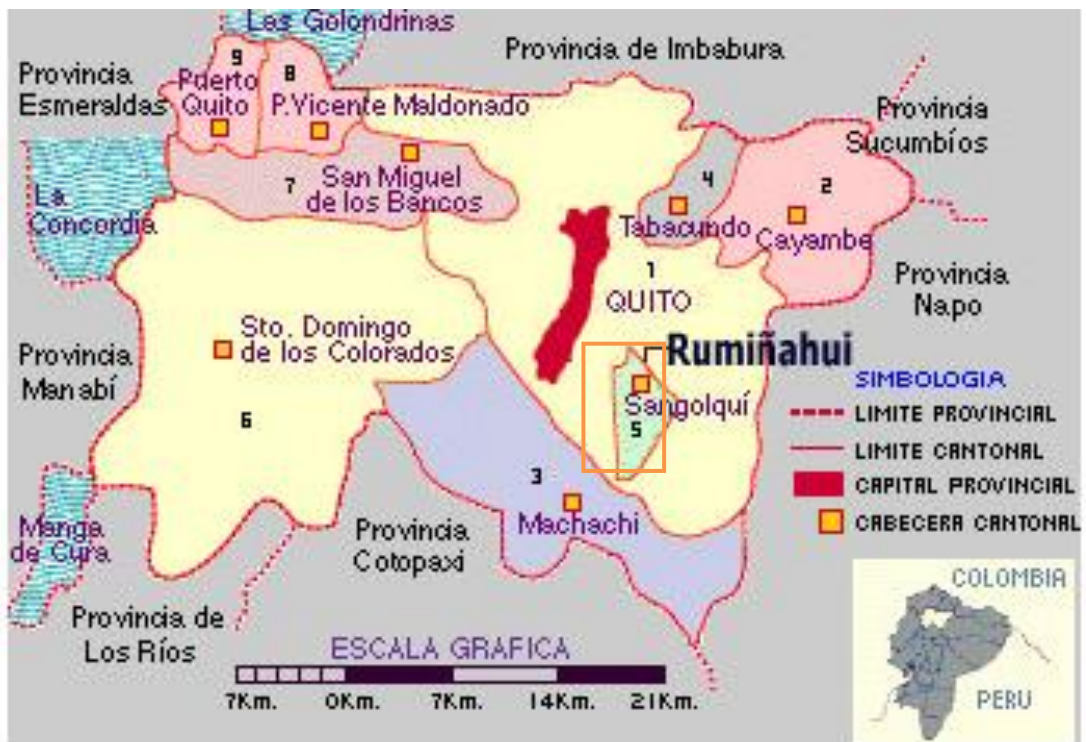 Las Golondrinas
Provincia de Imbabura
Provincia
Esmeraldas
9
Puerto
Quito
8
P.Vicente Maldonado
Provincia
Sucumbíos
7
San Miguel
de los Bancos
4
Tabacundo
2
Cayambe
La
Concordia
1
QUITO
Provincia
Napo
Sto. Domingo
de los Colorados
Rumiñahui
Provincia
Manabí
6
Sangolquí
5
SIMBOLOGIA
LIMITE PROVINCIAL
LIMITE CANTONAL
CAPITAL PROVINCIAL
CABECERA CANTONAL
3
Machachi
Manga
de Cura
Provincia
Cotopaxi
Provincia de
Los Ríos
ESCALA GRAFICA
7Km. 0Km. 7Km. 14Km. 21Km.
COLOMBIA
PERU